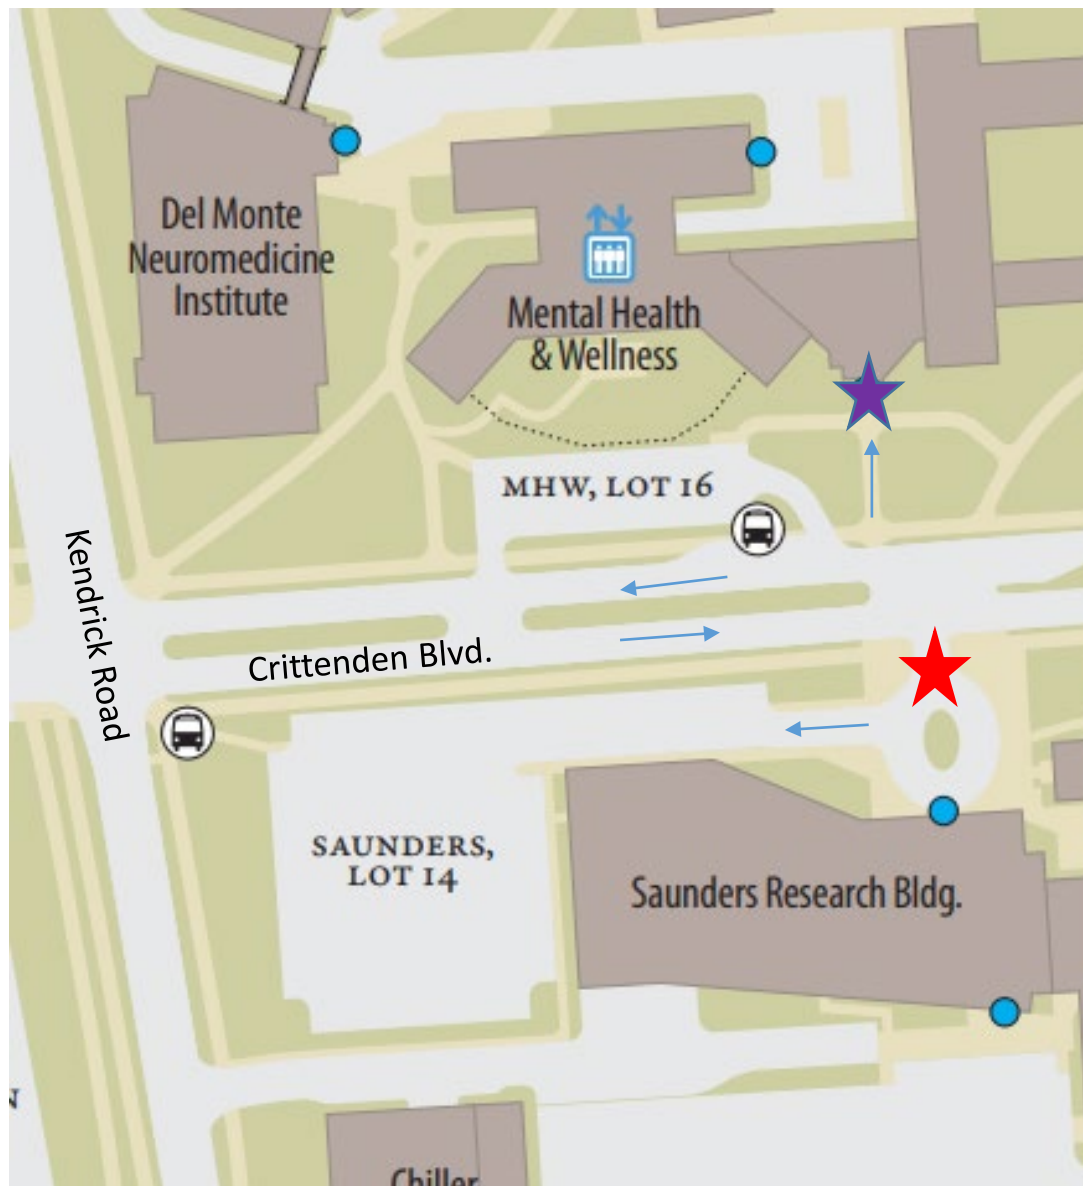 Del Monte
Neuromedicine
Institute
Mental Health
& Wellness
MHW, LOT 16
Kendrick Road
Crittenden Blvd.
SAUNDERS,
LOT 14
Saunders Research Bldg.
N
Chiller